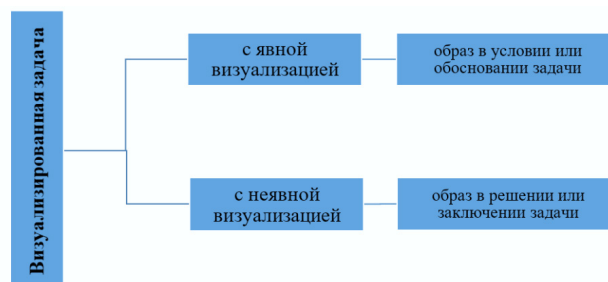 Визуализированная задача
с явной
визуализацией
образ в условии или
обосновании задачи
с неявной
визуализацией
образ в решении или
заключении задачи